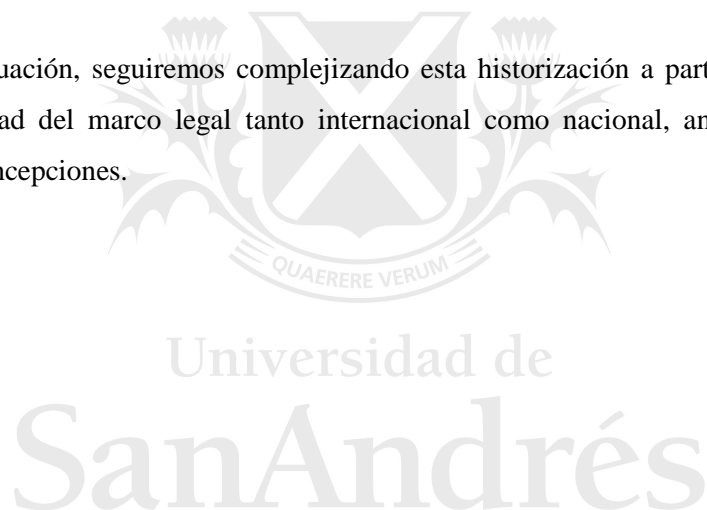 uación, seguiremos complejizando esta historización a part
ad del marco legal tanto internacional como nacional, an
ncepciones.
QUAERERE VERUM
Universidad de
SanAndrés